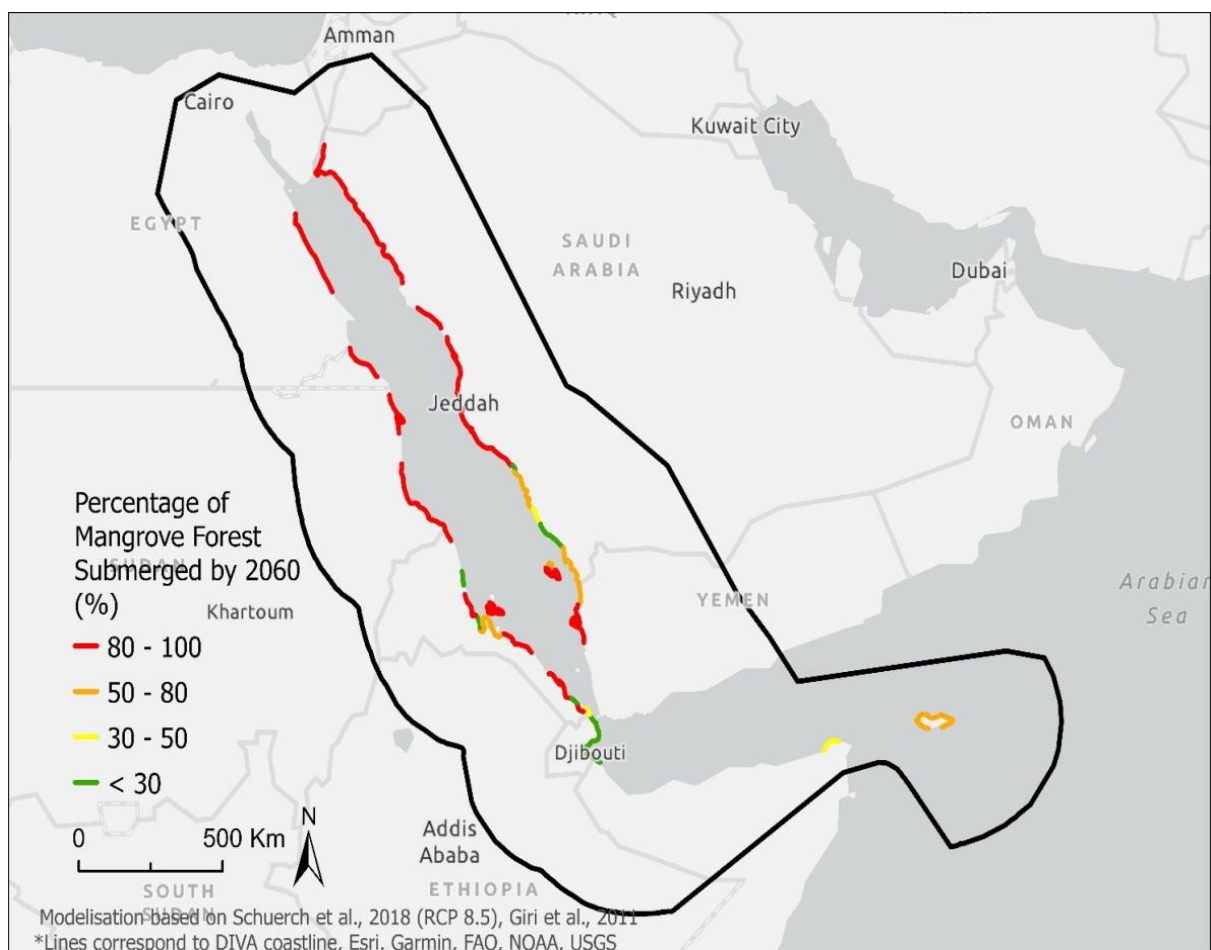 Amman
Cairo
Kuwait City
EGYPT
SAUDI
ARABIA
Dubai
Riyadh
Jeddah
OMAN
Percentage of
Mangrove Forest
Submerged by 2060
(%)
SUDAN
Khartoum
YEMEN
Arabian
Sea
80 - 100
50 - 80
30 - 50
< 30
Djibouti
N
0 500 Km
Addis
Ababa
ETHIOPIA
SOUTH
SUDAN
Modelisation based on Schuerch et al., 2018 (RCP 8.5), Giri et al., 2011
*Lines correspond to DIVA coastline, Esri, Garmin, FAO, NOAA, USGS